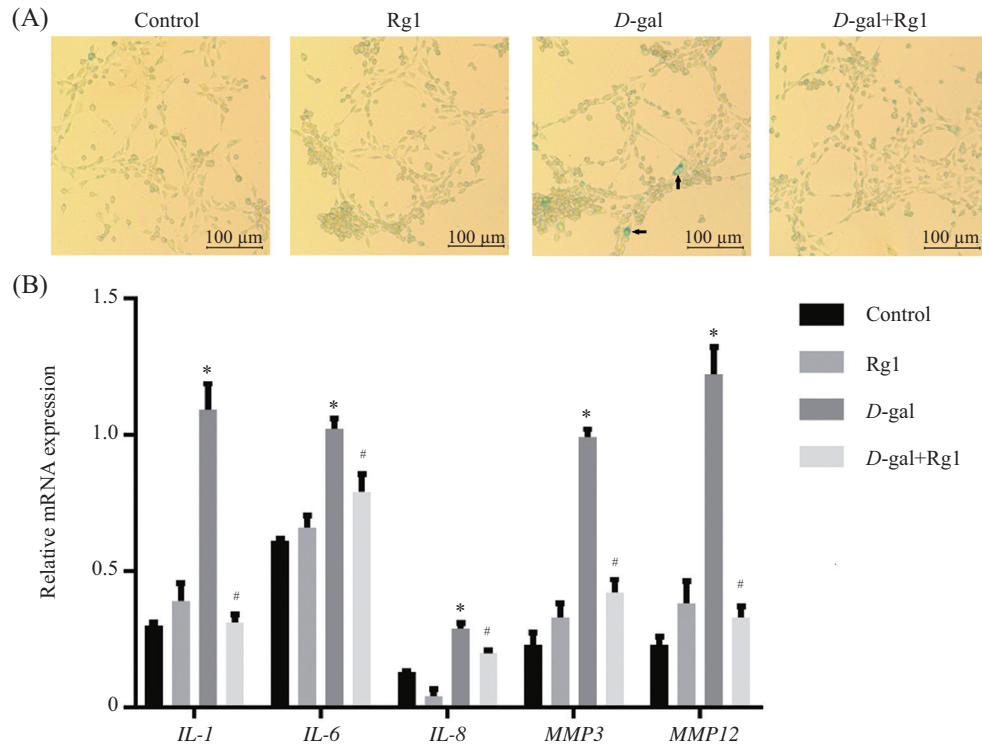 (A)
Control
Rg1
D-gal
D-gal+Rg1
100 µm
100 µm
100 µm
100 µm
(B)
Relative mRNA expression
1.5
1.0
0.5
0
*
#
*
#
*
#
*
#
*
#
IL-1
IL-6
IL-8
MMP3
MMP12
Control
Rg1
D-gal
D-gal+Rg1